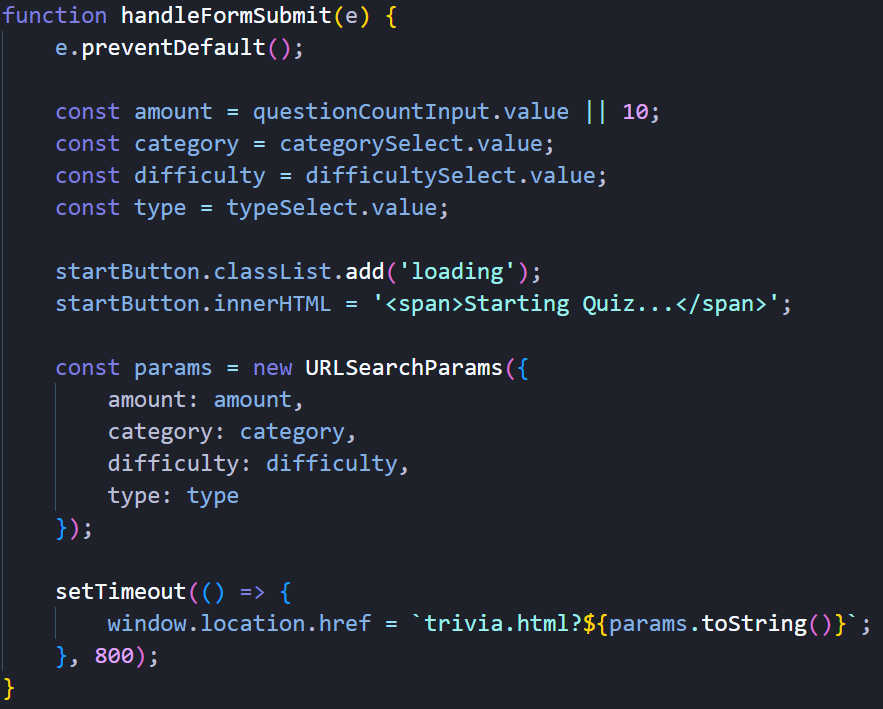 function handleFormSubmit(e) {
    e.preventDefault();

    const amount = questionCountInput.value || 10;
    const category = categorySelect.value;
    const difficulty = difficultySelect.value;
    const type = typeSelect.value;

    startButton.classList.add('loading');
    startButton.innerHTML = '<span>Starting Quiz...</span>';

    const params = new URLSearchParams({
        amount: amount,
        category: category,
        difficulty: difficulty,
        type: type
    });

    setTimeout(() => {
        window.location.href = `trivia.html?${params.toString()}`;
    }, 800);
}